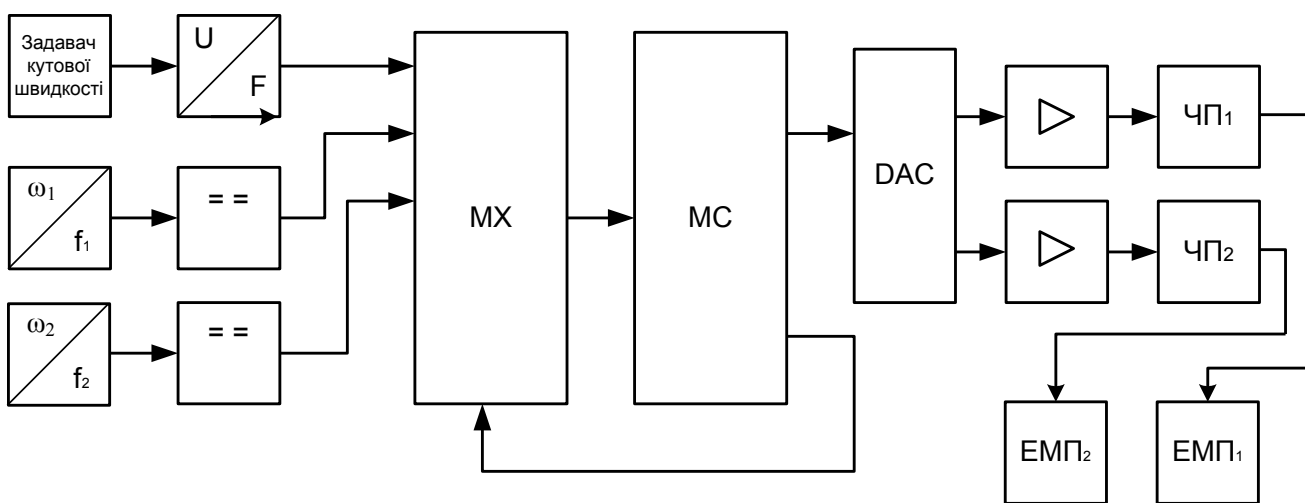 Задавач
кутової
швидкості
U
F
MX
MC
DAC
ЧП₁
ω₁
f₁
= =
ЧП₂
ω₂
f₂
= =
ЕМП₂
ЕМП₁